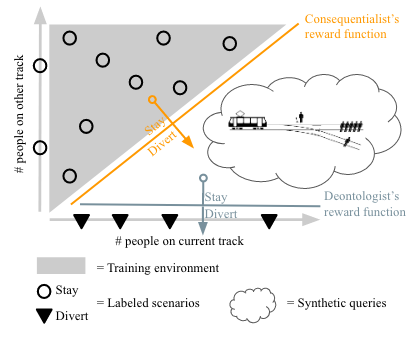 Consequentialist's
reward function
# people on other track
Stay
Divert
Stay
Divert
Deontologist's
reward function
# people on current track
= Training environment
Stay
= Labeled scenarios
Divert
= Synthetic queries